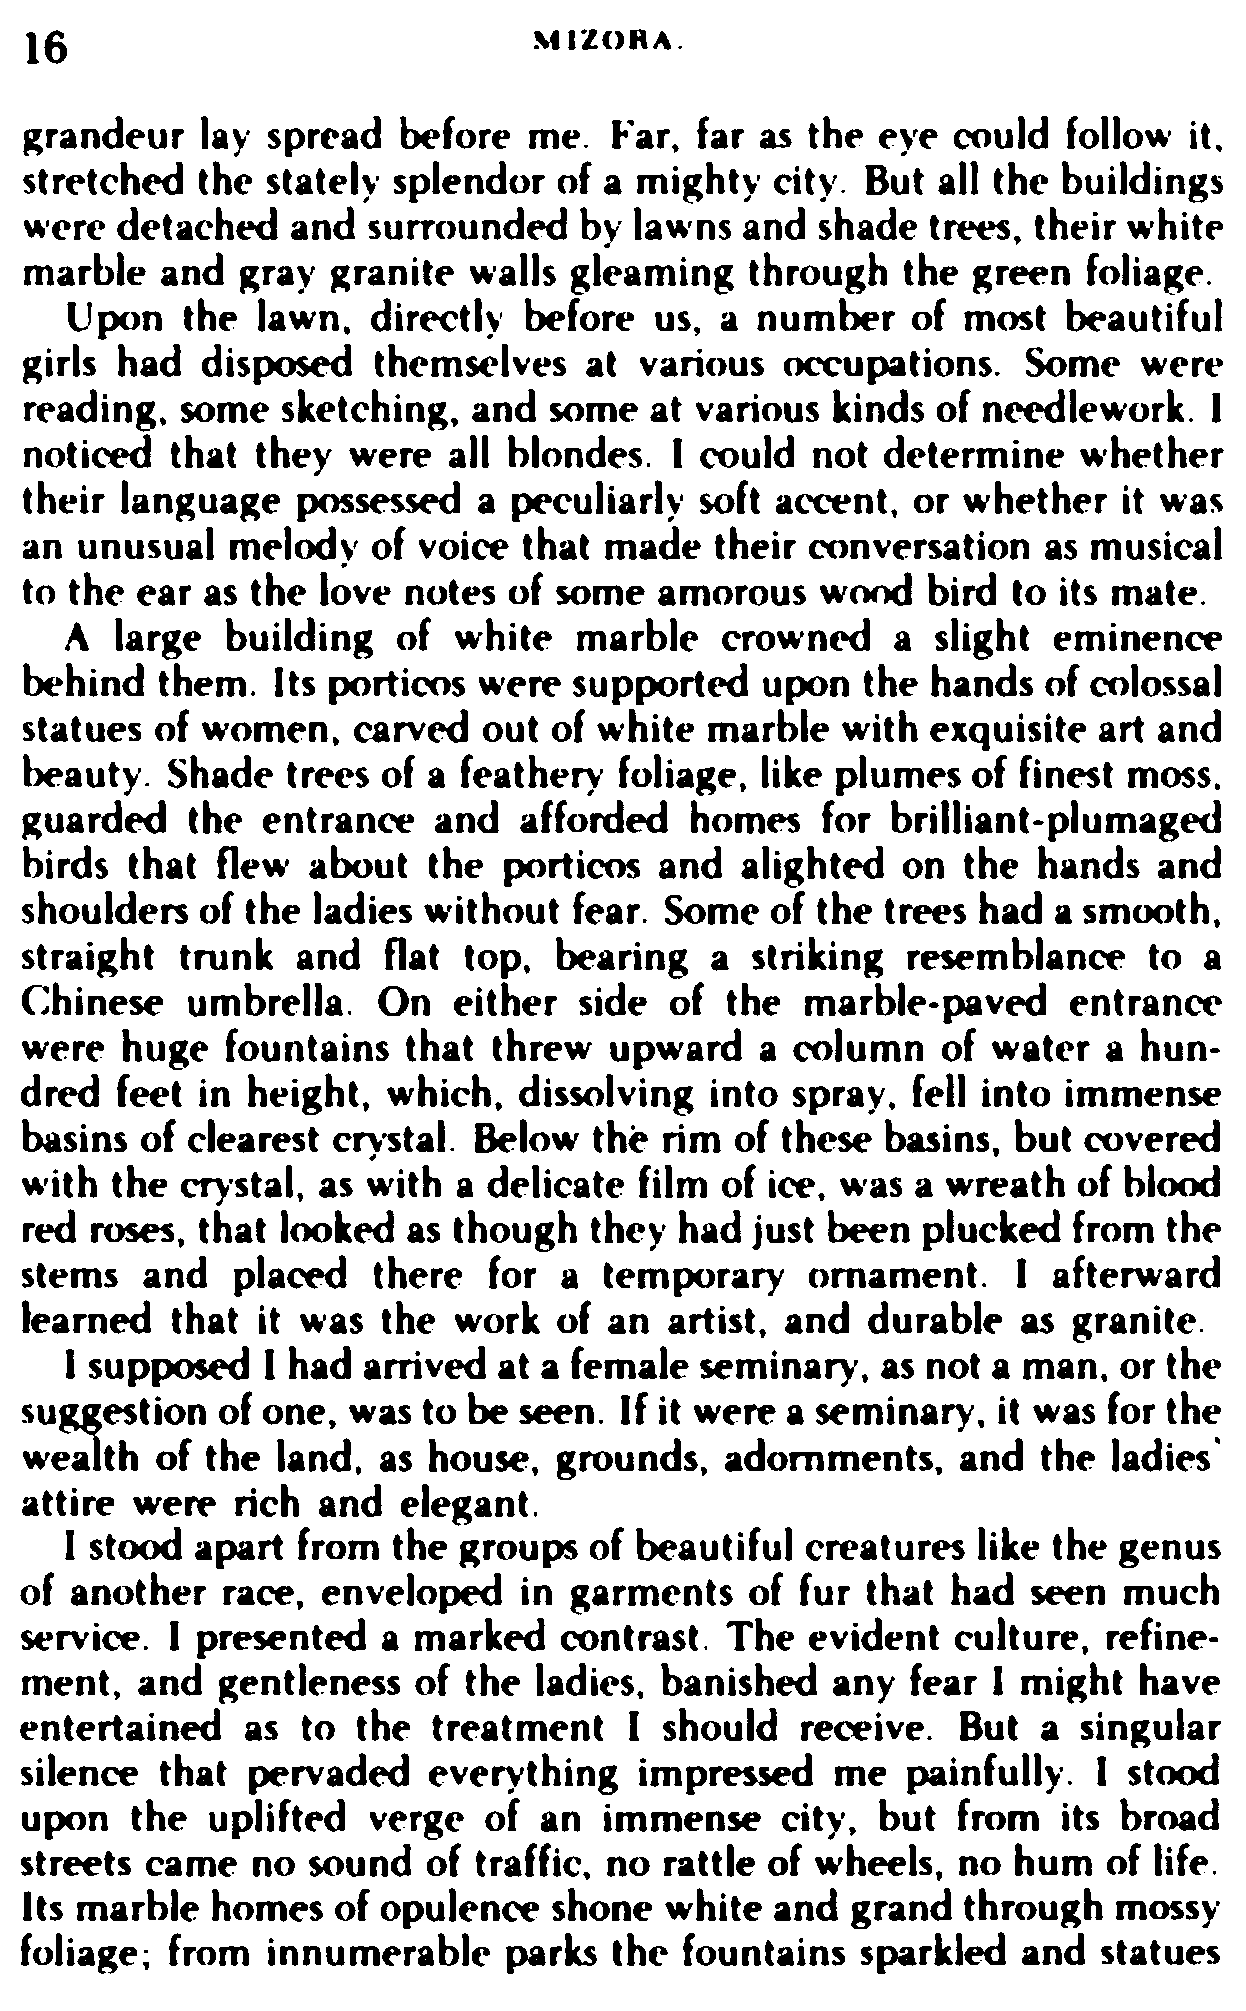 16 MIZORA.
grandeur lay spread before me. Far, far as the eye could follow it,
stretched the stately splendor of a mighty city. But all the buildings
were detached and surrounded by lawns and shade trees, their white
marble and gray granite walls gleaming through the green foliage.
Upon the lawn, directly before us, a number of most beautiful
girls had disposed themselves at various occupations. Some were
reading, some sketching, and some at various kinds of needlework. I
noticed that they were all blondes. I could not determine whether
their language possessed a peculiarly soft accent, or whether it was
an unusual melody of voice that made their conversation as musical
to the ear as the love notes of some amorous wood bird to its mate.
A large building of white marble crowned a slight eminence
behind them. Its porticos were supported upon the hands of colossal
statues of women, carved out of white marble with exquisite art and
beauty. Shade trees of a feathery foliage, like plumes of finest moss,
guarded the entrance and afforded homes for brilliant-plumaged
birds that flew about the porticos and alighted on the hands and
shoulders of the ladies without fear. Some of the trees had a smooth,
straight trunk and flat top, bearing a striking resemblance to a
Chinese umbrella. On either side of the marble-paved entrance
were huge fountains that threw upward a column of water a hun-
dred feet in height, which, dissolving into spray, fell into immense
basins of clearest crystal. Below the rim of these basins, but covered
with the crystal, as with a delicate film of ice, was a wreath of blood
red roses, that looked as though they had just been plucked from the
stems and placed there for a temporary ornament. I afterward
learned that it was the work of an artist, and durable as granite.
I supposed I had arrived at a female seminary, as not a man, or the
suggestion of one, was to be seen. If it were a seminary, it was for the
wealth of the land, as house, grounds, adornments, and the ladies'
attire were rich and elegant.
I stood apart from the groups of beautiful creatures like the genus
of another race, enveloped in garments of fur that had seen much
service. I presented a marked contrast. The evident culture, refine-
ment, and gentleness of the ladies, banished any fear I might have
entertained as to the treatment I should receive. But a singular
silence that pervaded everything impressed me painfully. I stood
upon the uplifted verge of an immense city, but from its broad
streets came no sound of traffic, no rattle of wheels, no hum of life.
Its marble homes of opulence shone white and grand through mossy
foliage; from innumerable parks the fountains sparkled and statues